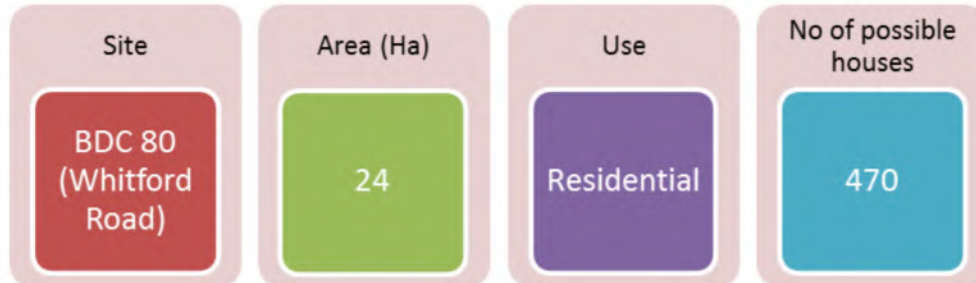 Site
BDC 80
(Whitford
Road)
Area (Ha)
24
Use
Residential
No of possible
houses
470